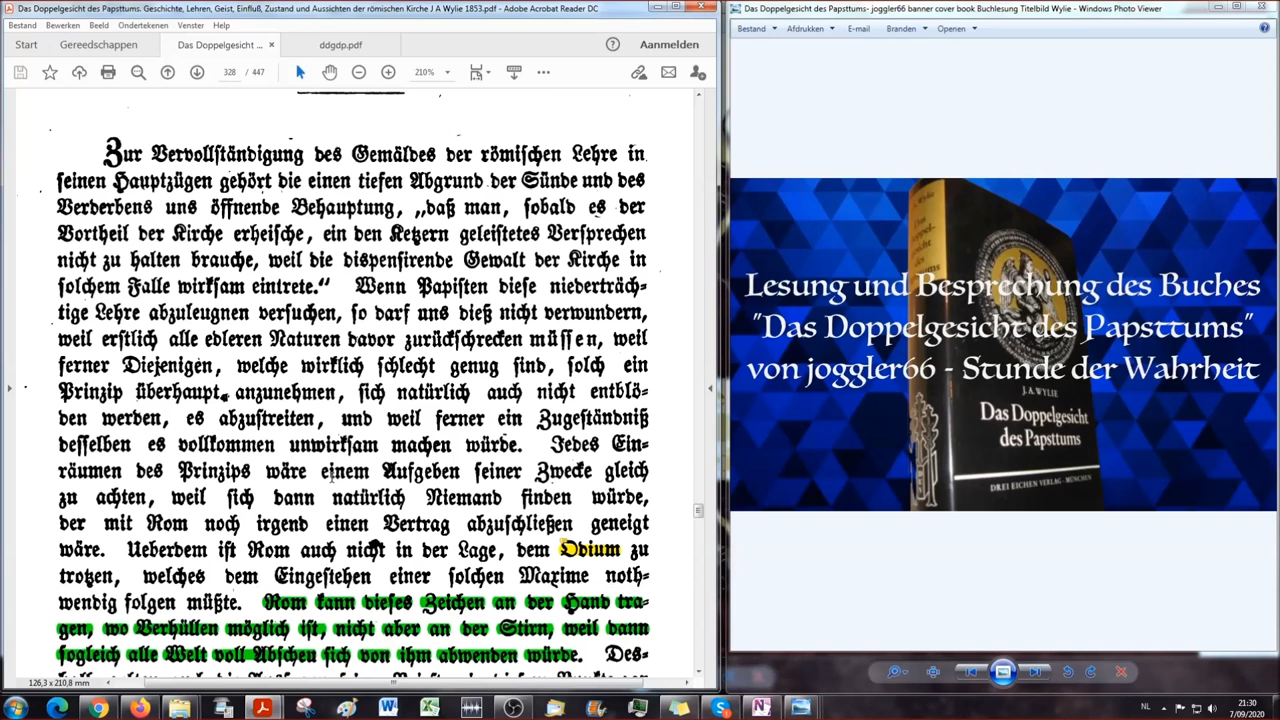 Das Doppelgesicht des Papsttums. Geschichte, Lehren, Geist, Einfluß, Zustand und Aussichten der römischen Kirche J A Wylie 1853.pdf - Adobe Acrobat Reader DC
Bestand Bewerken Beeld Ondertekenen Venster Help
Start Gereedschappen Das Doppelgesicht ... × ddgdp.pdf Anmelden
328 / 447 210%
Zur Vervollständigung des Gemäldes der römischen Lehre in
seinen Hauptzügen gehört die einen tiefen Abgrund der Sünde und des
Verderbens uns öffnende Behauptung, „daß man, sobald es der
Vortheil der Kirche erheische, ein den Ketzern geleistetes Versprechen
nicht zu halten brauche, weil die dispensirende Gewalt der Kirche in
solchem Falle wirksam eintrete.“ Wenn Papisten diese niederträch-
tige Lehre abzuleugnen versuchen, so darf uns dieß nicht verwundern,
weil erstlich alle edleren Naturen davor zurückschrecken müssen, weil
ferner Diejenigen, welche wirklich schlecht genug sind, solch ein
Prinzip überhaupt anzunehmen, sich natürlich auch nicht entblö-
den werden, es abzustreiten, und weil ferner ein Zugeständniß
desselben es vollkommen unwirksam machen würde. Jedes Ein-
räumen des Prinzips wäre einem Aufgeben seiner Zwecke gleich
zu achten, weil sich dann natürlich Niemand finden würde,
der mit Rom noch irgend einen Vertrag abzuschließen geneigt
wäre. Ueberdem ist Rom auch nicht in der Lage, dem Odium zu
trotzen, welches dem Eingestehen einer solchen Maxime noth-
wendig folgen müßte. Rom kann dieses Zeichen an der Hand tra-
gen, wo Verhüllen möglich ist, nicht aber an der Stirn, weil dann
sogleich alle Welt voll Abscheu sich von ihm abwenden würde. Des-
126,3 x 210,8 mm
Das Doppelgesicht des Papsttums- joggler66 banner cover book Buchlesung Titelbild Wylie - Windows Photo Viewer
Bestand Afdrukken E-mail Branden Openen
Lesung und Besprechung des Buches
"Das Doppelgesicht des Papsttums"
von joggler66 - Stunde der Wahrheit
J.A.WYLIE
Das Doppelgesicht
des Papsttums
DREI EICHEN VERLAG · MÜNCHEN
NL 21:30
7/09/2020